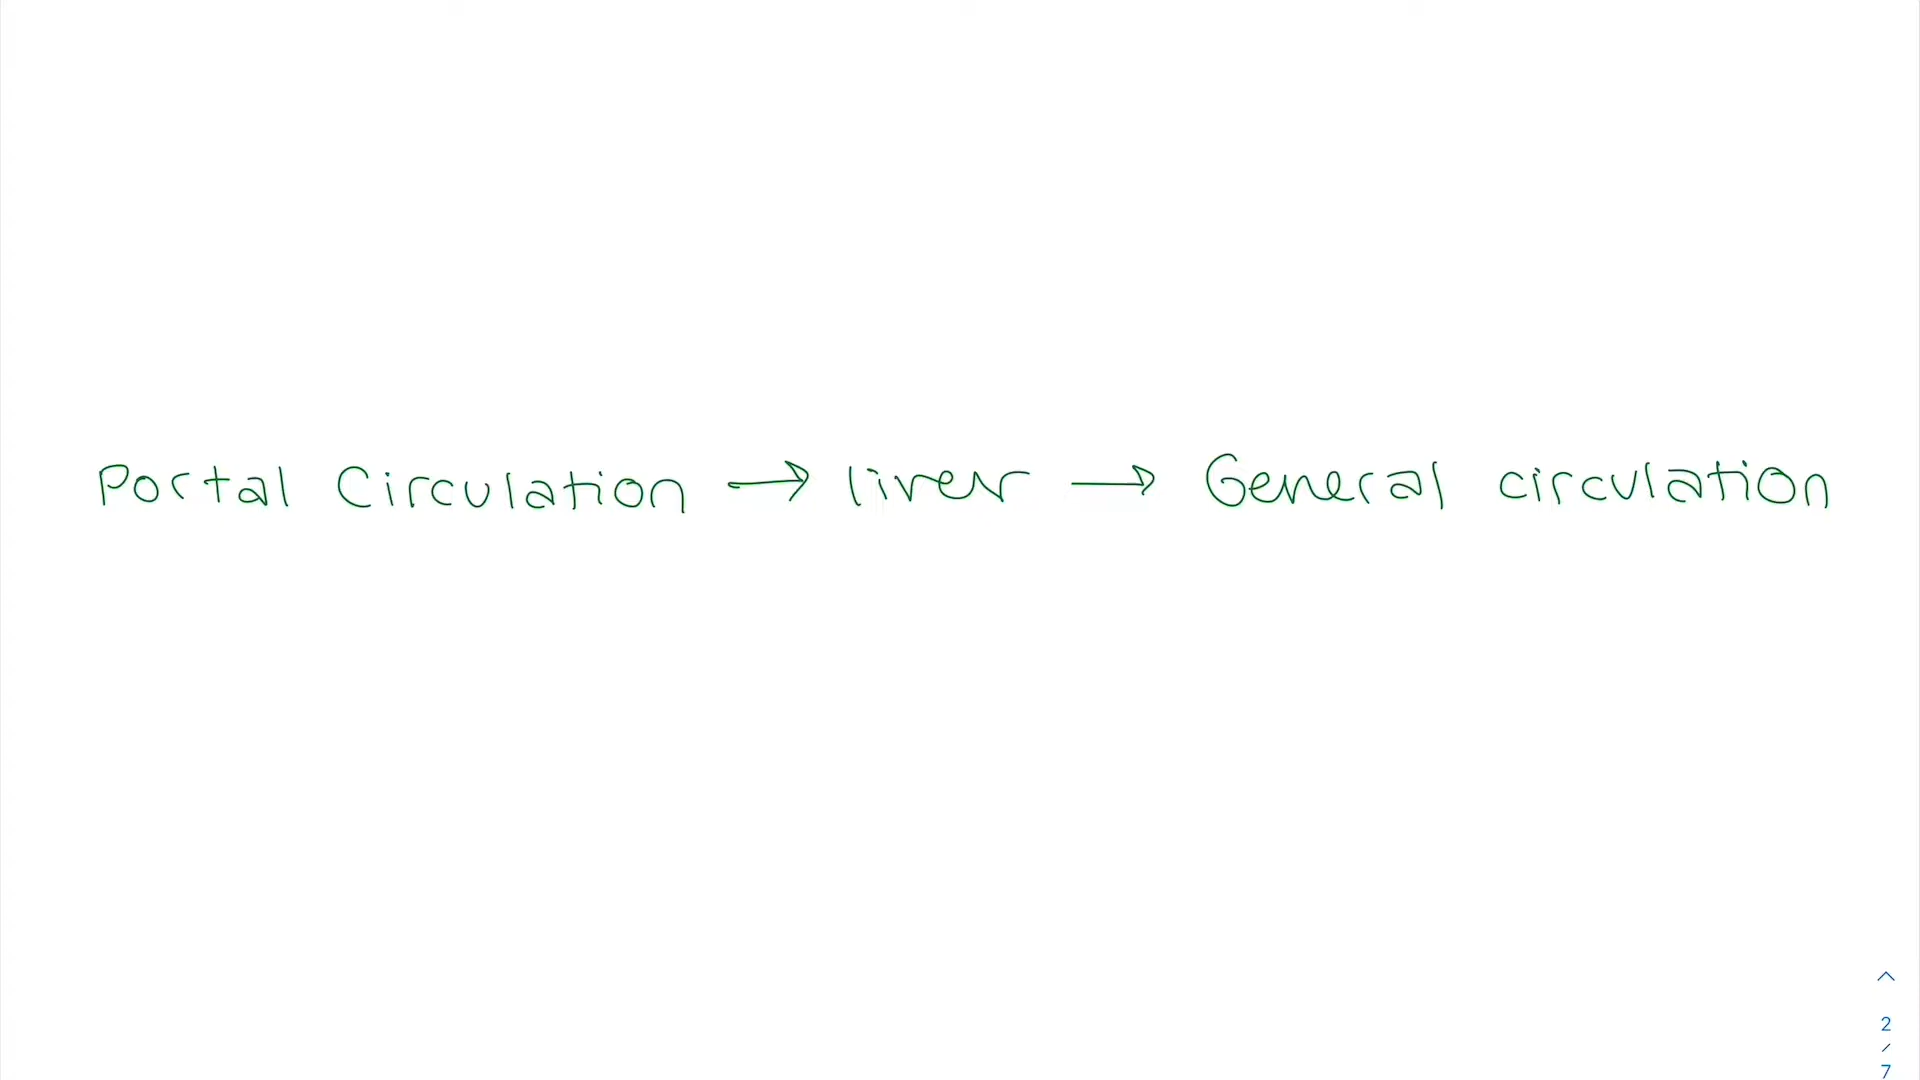 Portal Circulation → liver → General circulation
2
/
7